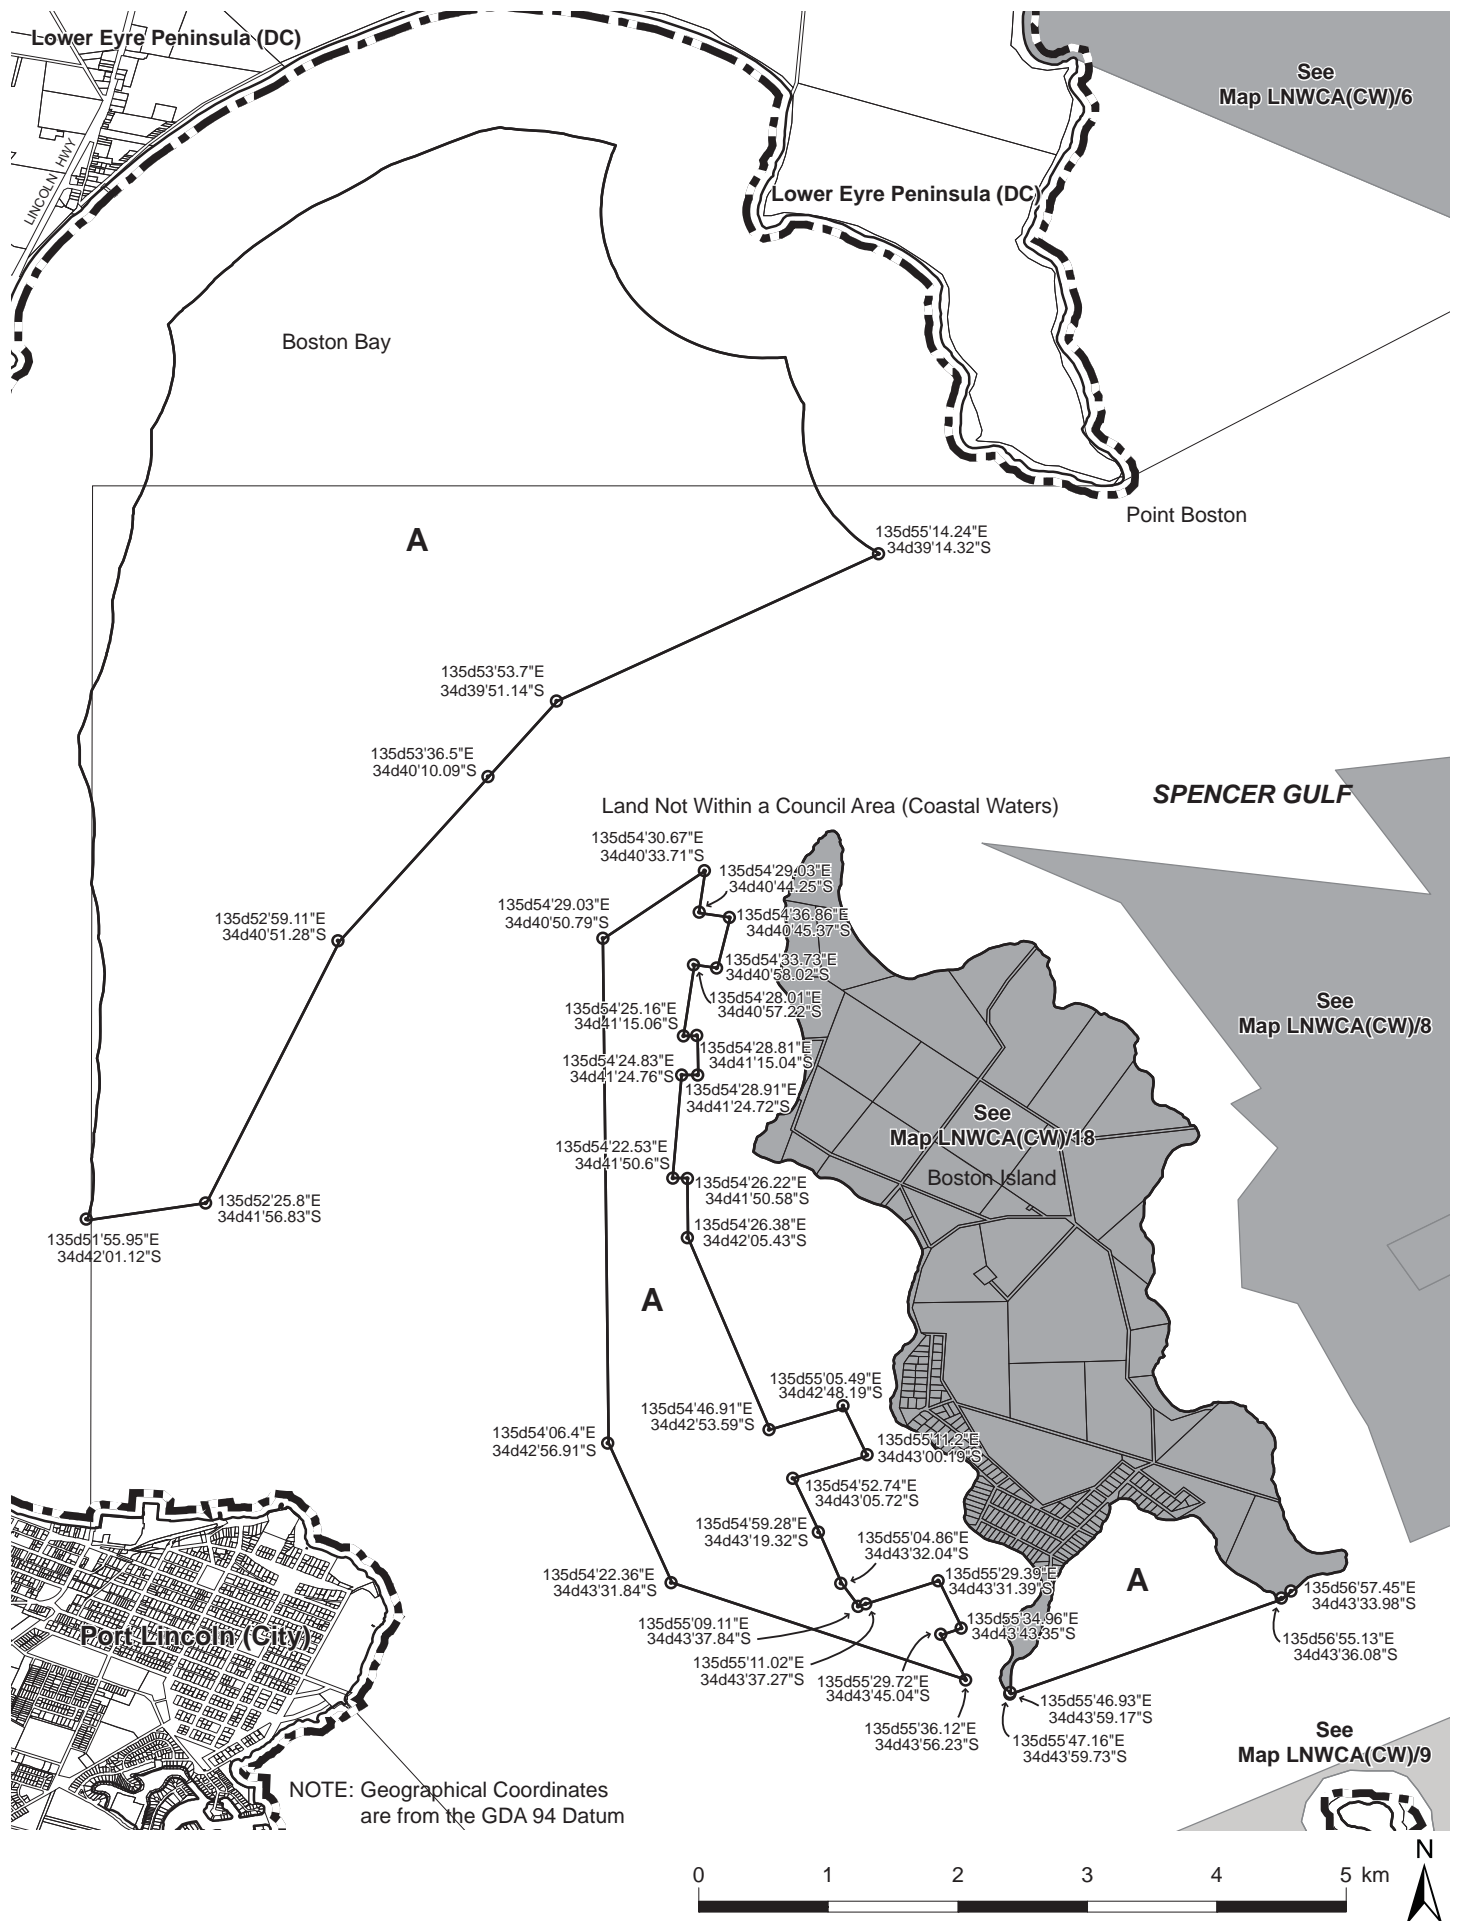 Lower Eyre Peninsula (DC)
See
Map LNWCA(CW)/6
LINCOLN HWY
Lower Eyre Peninsula (DC)
Boston Bay
Point Boston
A
135d55'14.24"E
34d39'14.32"S
135d53'53.7"E
34d39'51.14"S
135d53'36.5"E
34d40'10.09"S
SPENCER GULF
Land Not Within a Council Area (Coastal Waters)
135d54'30.67"E
34d40'33.71"S
135d54'29.03"E
34d40'44.25"S
135d54'29.03"E
34d40'50.79"S
135d54'36.86"E
34d40'45.37"S
135d52'59.11"E
34d40'51.28"S
135d54'33.73"E
34d40'58.02"S
135d54'28.01"E
34d40'57.22"S
135d54'25.16"E
34d41'15.06"S
See
Map LNWCA(CW)/8
135d54'28.81"E
34d41'15.04"S
135d54'24.83"E
34d41'24.76"S
135d54'28.91"E
34d41'24.72"S
See
Map LNWCA(CW)/18
Boston Island
135d54'22.53"E
34d41'50.6"S
135d54'26.22"E
34d41'50.58"S
135d52'25.8"E
34d41'56.83"S
135d54'26.38"E
34d42'05.43"S
135d51'55.95"E
34d42'01.12"S
A
135d55'05.49"E
34d42'48.19"S
135d54'46.91"E
34d42'53.59"S
135d54'06.4"E
34d42'56.91"S
135d55'11.2"E
34d43'00.19"S
135d54'52.74"E
34d43'05.72"S
135d54'59.28"E
34d43'19.32"S
135d55'04.86"E
34d43'32.04"S
135d54'22.36"E
34d43'31.84"S
135d55'29.39"E
34d43'31.39"S
A
135d56'57.45"E
34d43'33.98"S
135d55'09.11"E
34d43'37.84"S
135d55'34.96"E
34d43'43.35"S
135d56'55.13"E
34d43'36.08"S
Port Lincoln (City)
135d55'11.02"E
34d43'37.27"S
135d55'29.72"E
34d43'45.04"S
135d55'46.93"E
34d43'59.17"S
135d55'36.12"E
34d43'56.23"S
135d55'47.16"E
34d43'59.73"S
See
Map LNWCA(CW)/9
NOTE: Geographical Coordinates
are from the GDA 94 Datum
N
0 1 2 3 4 5 km